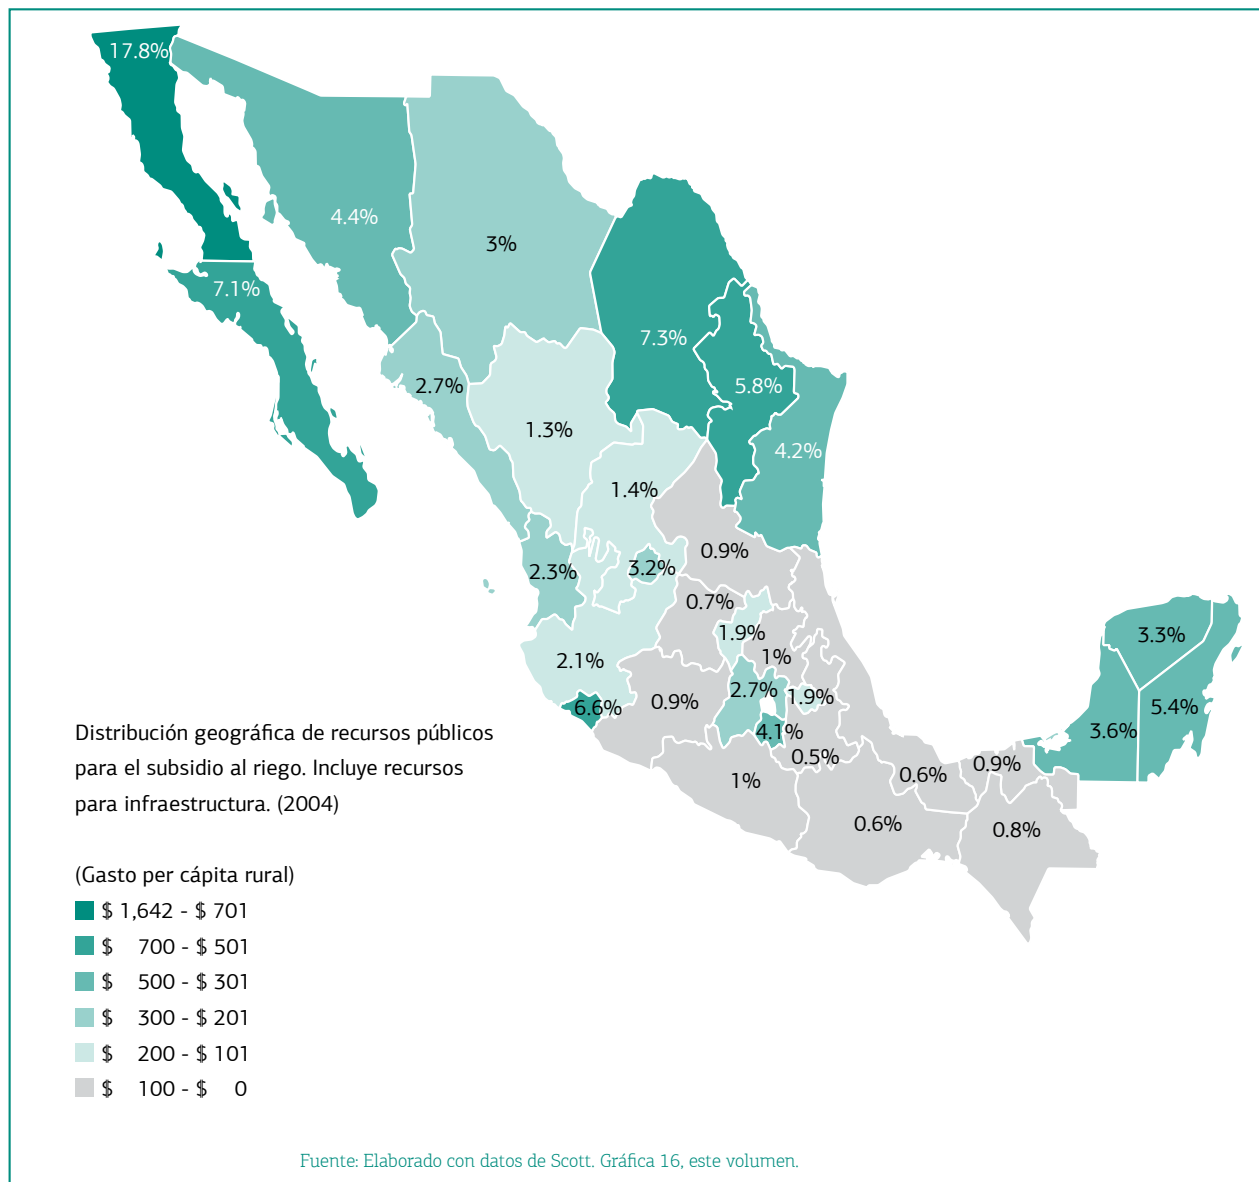 17.8%
4.4%
3%
7.1%
7.3%
2.7%
5.8%
1.3%
4.2%
1.4%
0.9%
2.3%
3.2%
0.7%
1.9%
3.3%
2.1%
1%
2.7%
1.9%
6.6%
0.9%
5.4%
4.1%
3.6%
0.5%
0.9%
0.6%
1%
0.6%
0.8%
Distribución geográfica de recursos públicos
para el subsidio al riego. Incluye recursos
para infraestructura. (2004)
(Gasto per cápita rural)
$ 1,642 - $ 701
$ 700 - $ 501
$ 500 - $ 301
$ 300 - $ 201
$ 200 - $ 101
$ 100 - $ 0
Fuente: Elaborado con datos de Scott. Gráfica 16, este volumen.